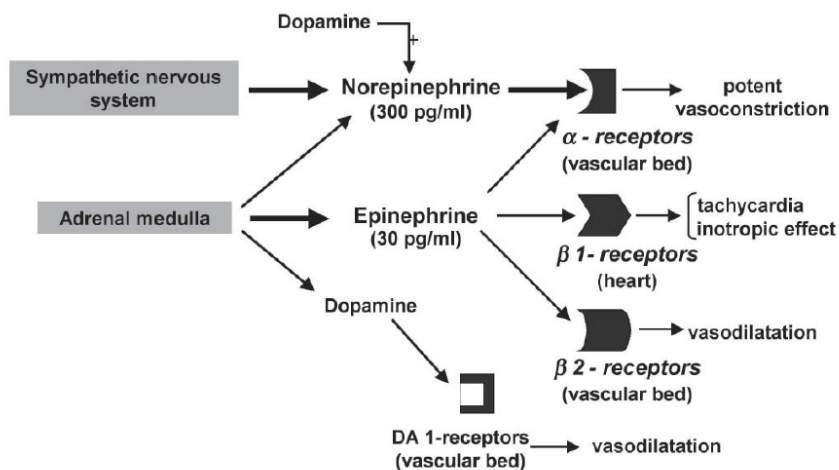 Dopamine
+
Sympathetic nervous
system
Norepinephrine
(300 pg/ml)
α - receptors
(vascular bed)
potent
vasoconstriction
Adrenal medulla
Epinephrine
(30 pg/ml)
β 1- receptors
(heart)
tachycardia
inotropic effect
Dopamine
β 2 - receptors
(vascular bed)
vasodilatation
DA 1-receptors
(vascular bed)
vasodilatation